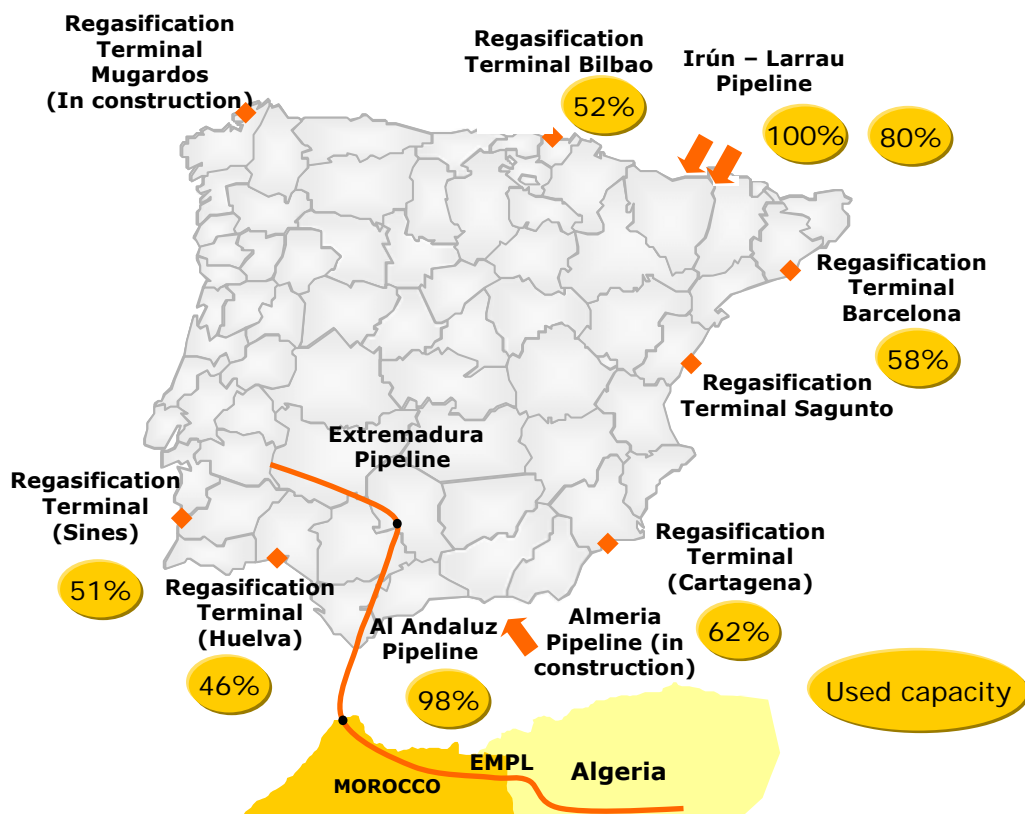 Regasification
Terminal
Mugardos
(In construction)
Regasification
Terminal Bilbao
52%
Irún – Larrau
Pipeline
100%
80%
Regasification
Terminal
Barcelona
58%
Regasification
Terminal Sagunto
Extremadura
Pipeline
Regasification
Terminal
(Sines)
51%
Regasification
Terminal
(Huelva)
46%
Al Andaluz
Pipeline
98%
Almeria
Pipeline (in
construction)
Regasification
Terminal
(Cartagena)
62%
Used capacity
EMPL
MOROCCO
Algeria